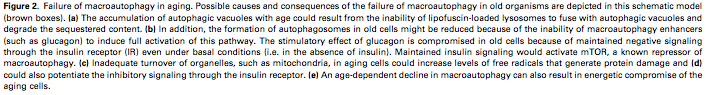 Figure 2. Failure of macroautophagy in aging. Possible causes and consequences of the failure of macroautophagy in old organisms are depicted in this schematic model
(brown boxes). (a) The accumulation of autophagic vacuoles with age could result from the inability of lipofuscin-loaded lysosomes to fuse with autophagic vacuoles and
degrade the sequestered content. (b) In addition, the formation of autophagosomes in old cells might be reduced because of the inability of macroautophagy enhancers
(such as glucagon) to induce full activation of this pathway. The stimulatory effect of glucagon is compromised in old cells because of maintained negative signaling
through the insulin receptor (IR) even under basal conditions (i.e. in the absence of insulin). Maintained insulin signaling would activate mTOR, a known repressor of
macroautophagy. (c) Inadequate turnover of organelles, such as mitochondria, in aging cells could increase levels of free radicals that generate protein damage and (d)
could also potentiate the inhibitory signaling through the insulin receptor. (e) An age-dependent decline in macroautophagy can also result in energetic compromise of the
aging cells.